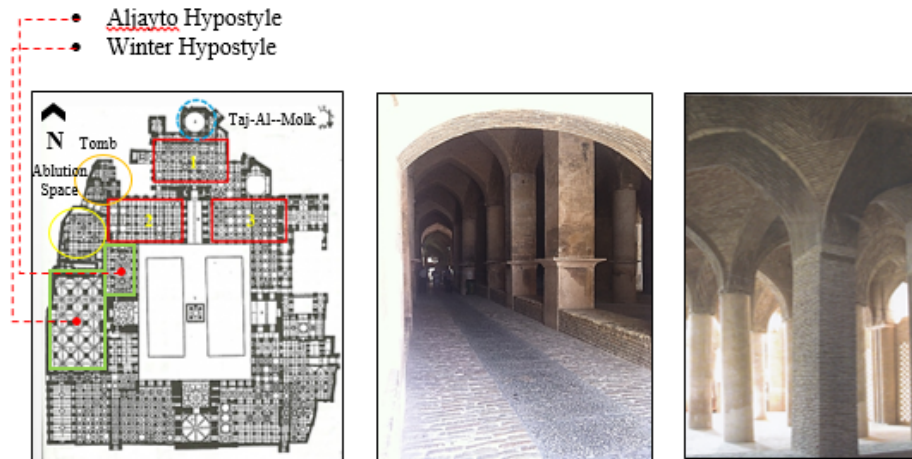 Aljayto Hypostyle
Winter Hypostyle
N
Tomb
Taj-Al--Molk
Ablution
Space
1
2
3